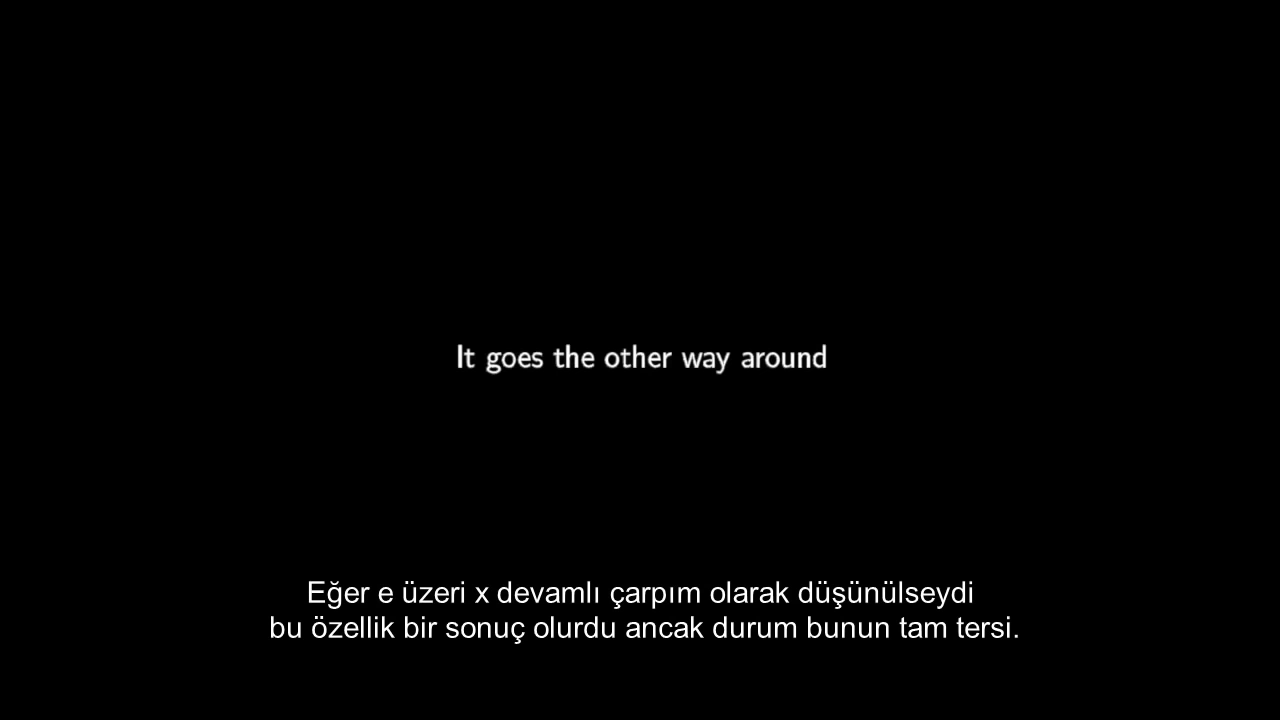 It goes the other way around
Eğer e üzeri x devamlı çarpım olarak düşünülseydi
bu özellik bir sonuç olurdu ancak durum bunun tam tersi.